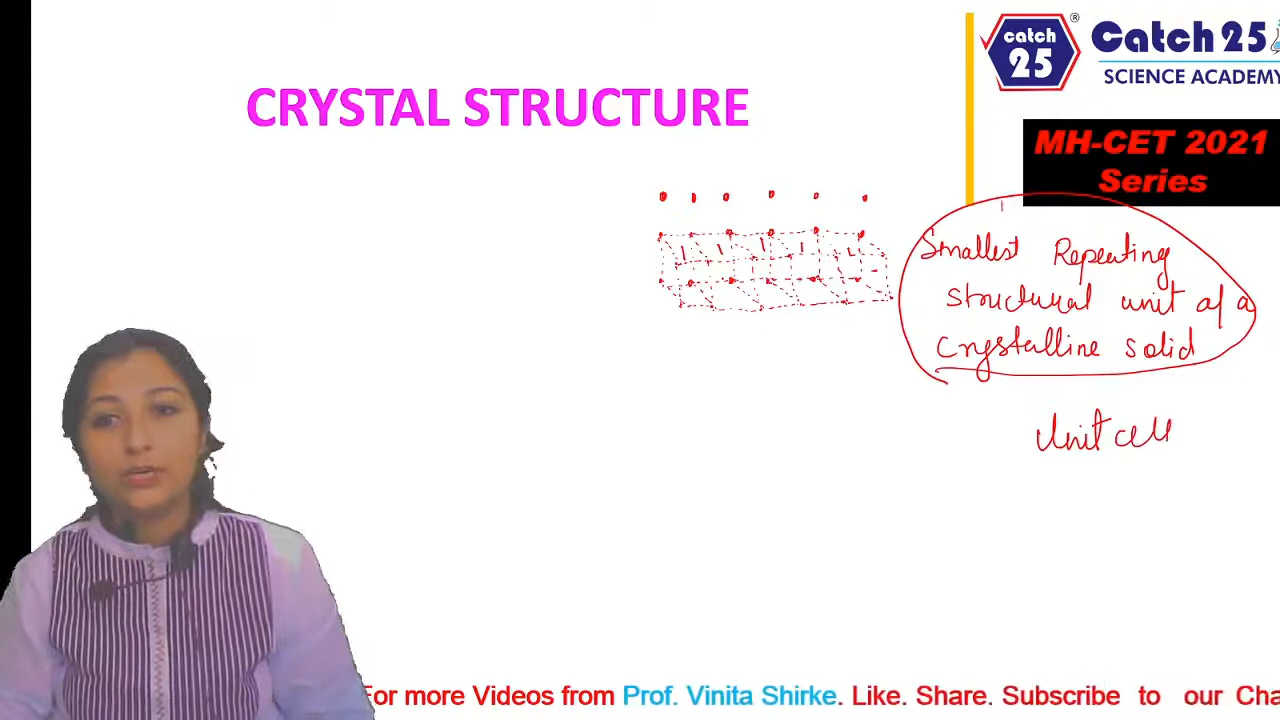 catch
25
®
Catch 25
SCIENCE ACADEMY
CRYSTAL STRUCTURE
MH-CET 2021
Series
Smallest Repeating
structural unit of a
crystalline solid
Unit cell
For more Videos from Prof. Vinita Shirke. Like. Share. Subscribe to our Cha